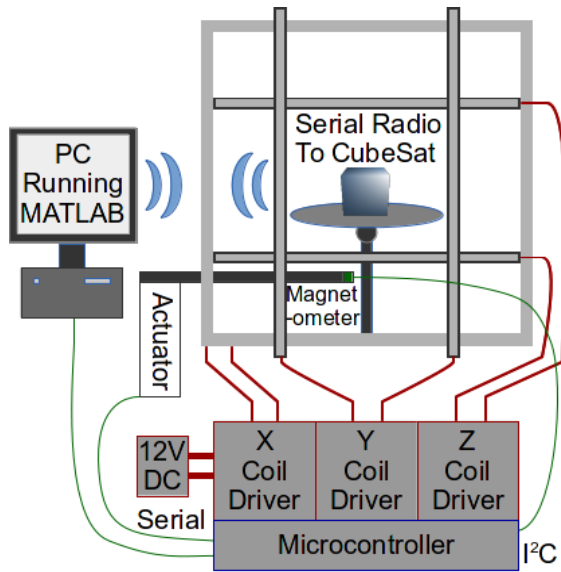 Serial Radio
To CubeSat
PC
Running
MATLAB
Magnet
-ometer
Actuator
12V
DC
X
Coil
Driver
Y
Coil
Driver
Z
Coil
Driver
Serial
Microcontroller
I²C